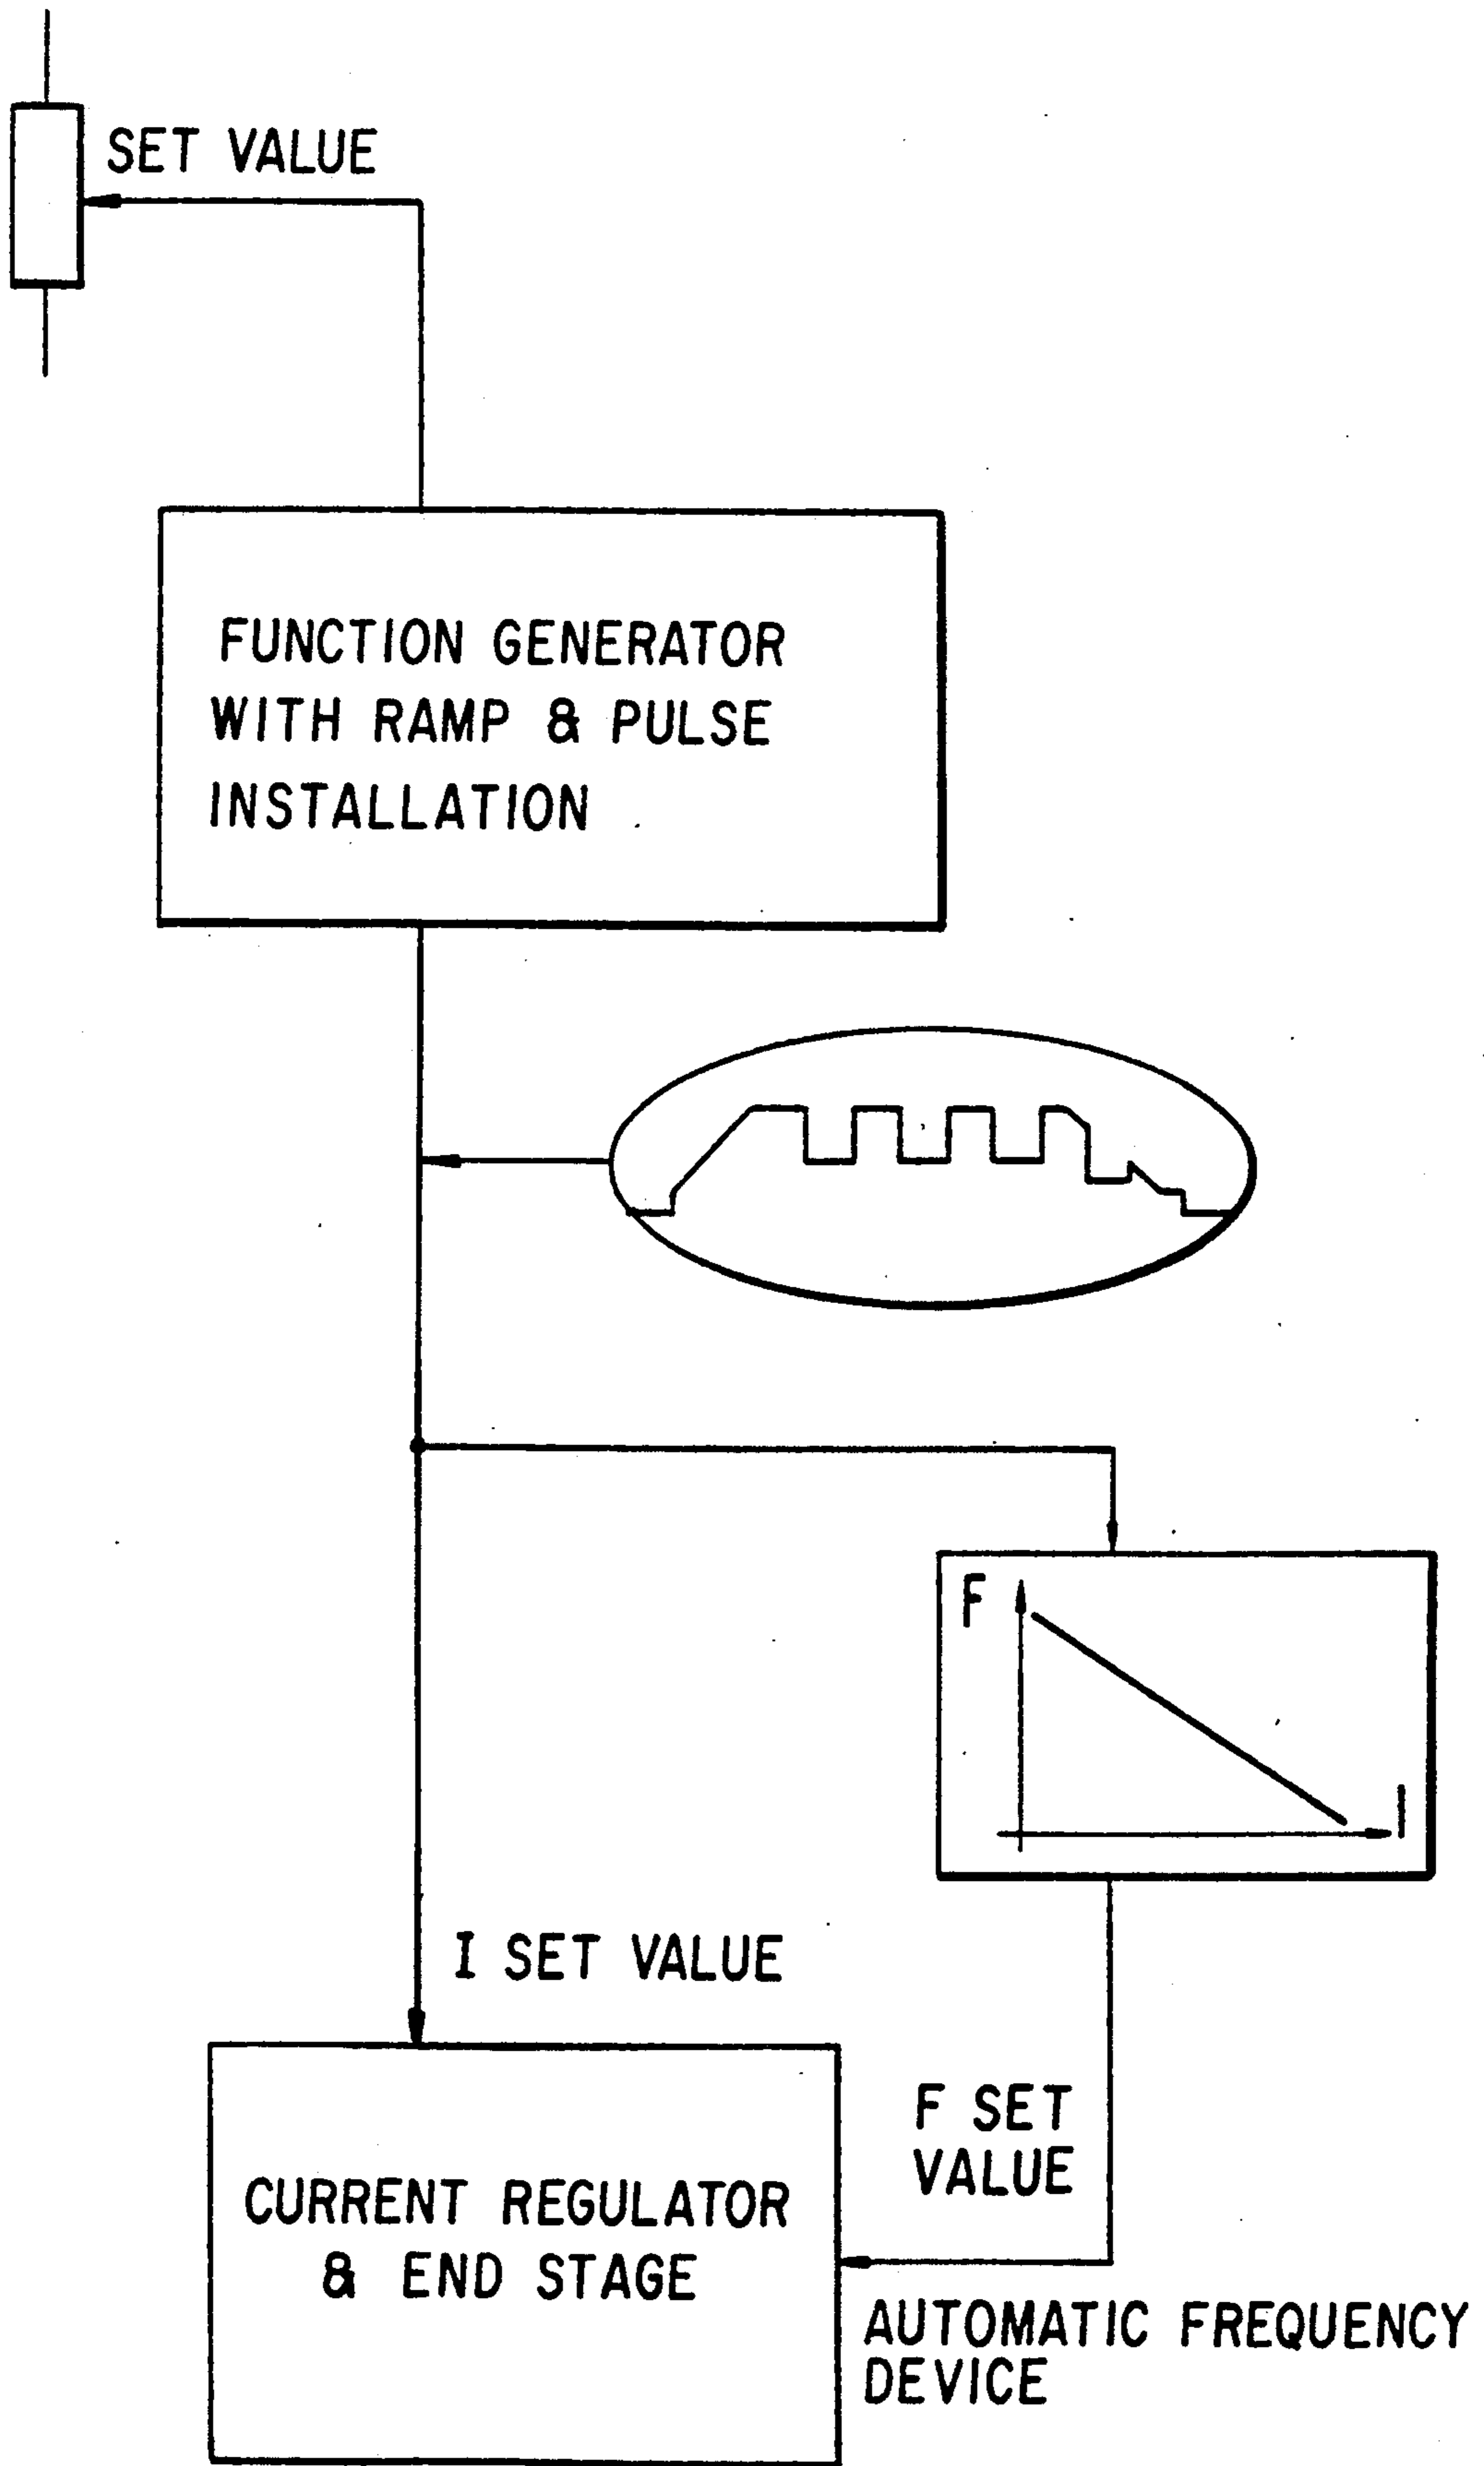 SET VALUE
FUNCTION GENERATOR
WITH RAMP & PULSE
INSTALLATION
F
I
I SET VALUE
F SET
VALUE
CURRENT REGULATOR
& END STAGE
AUTOMATIC FREQUENCY
DEVICE